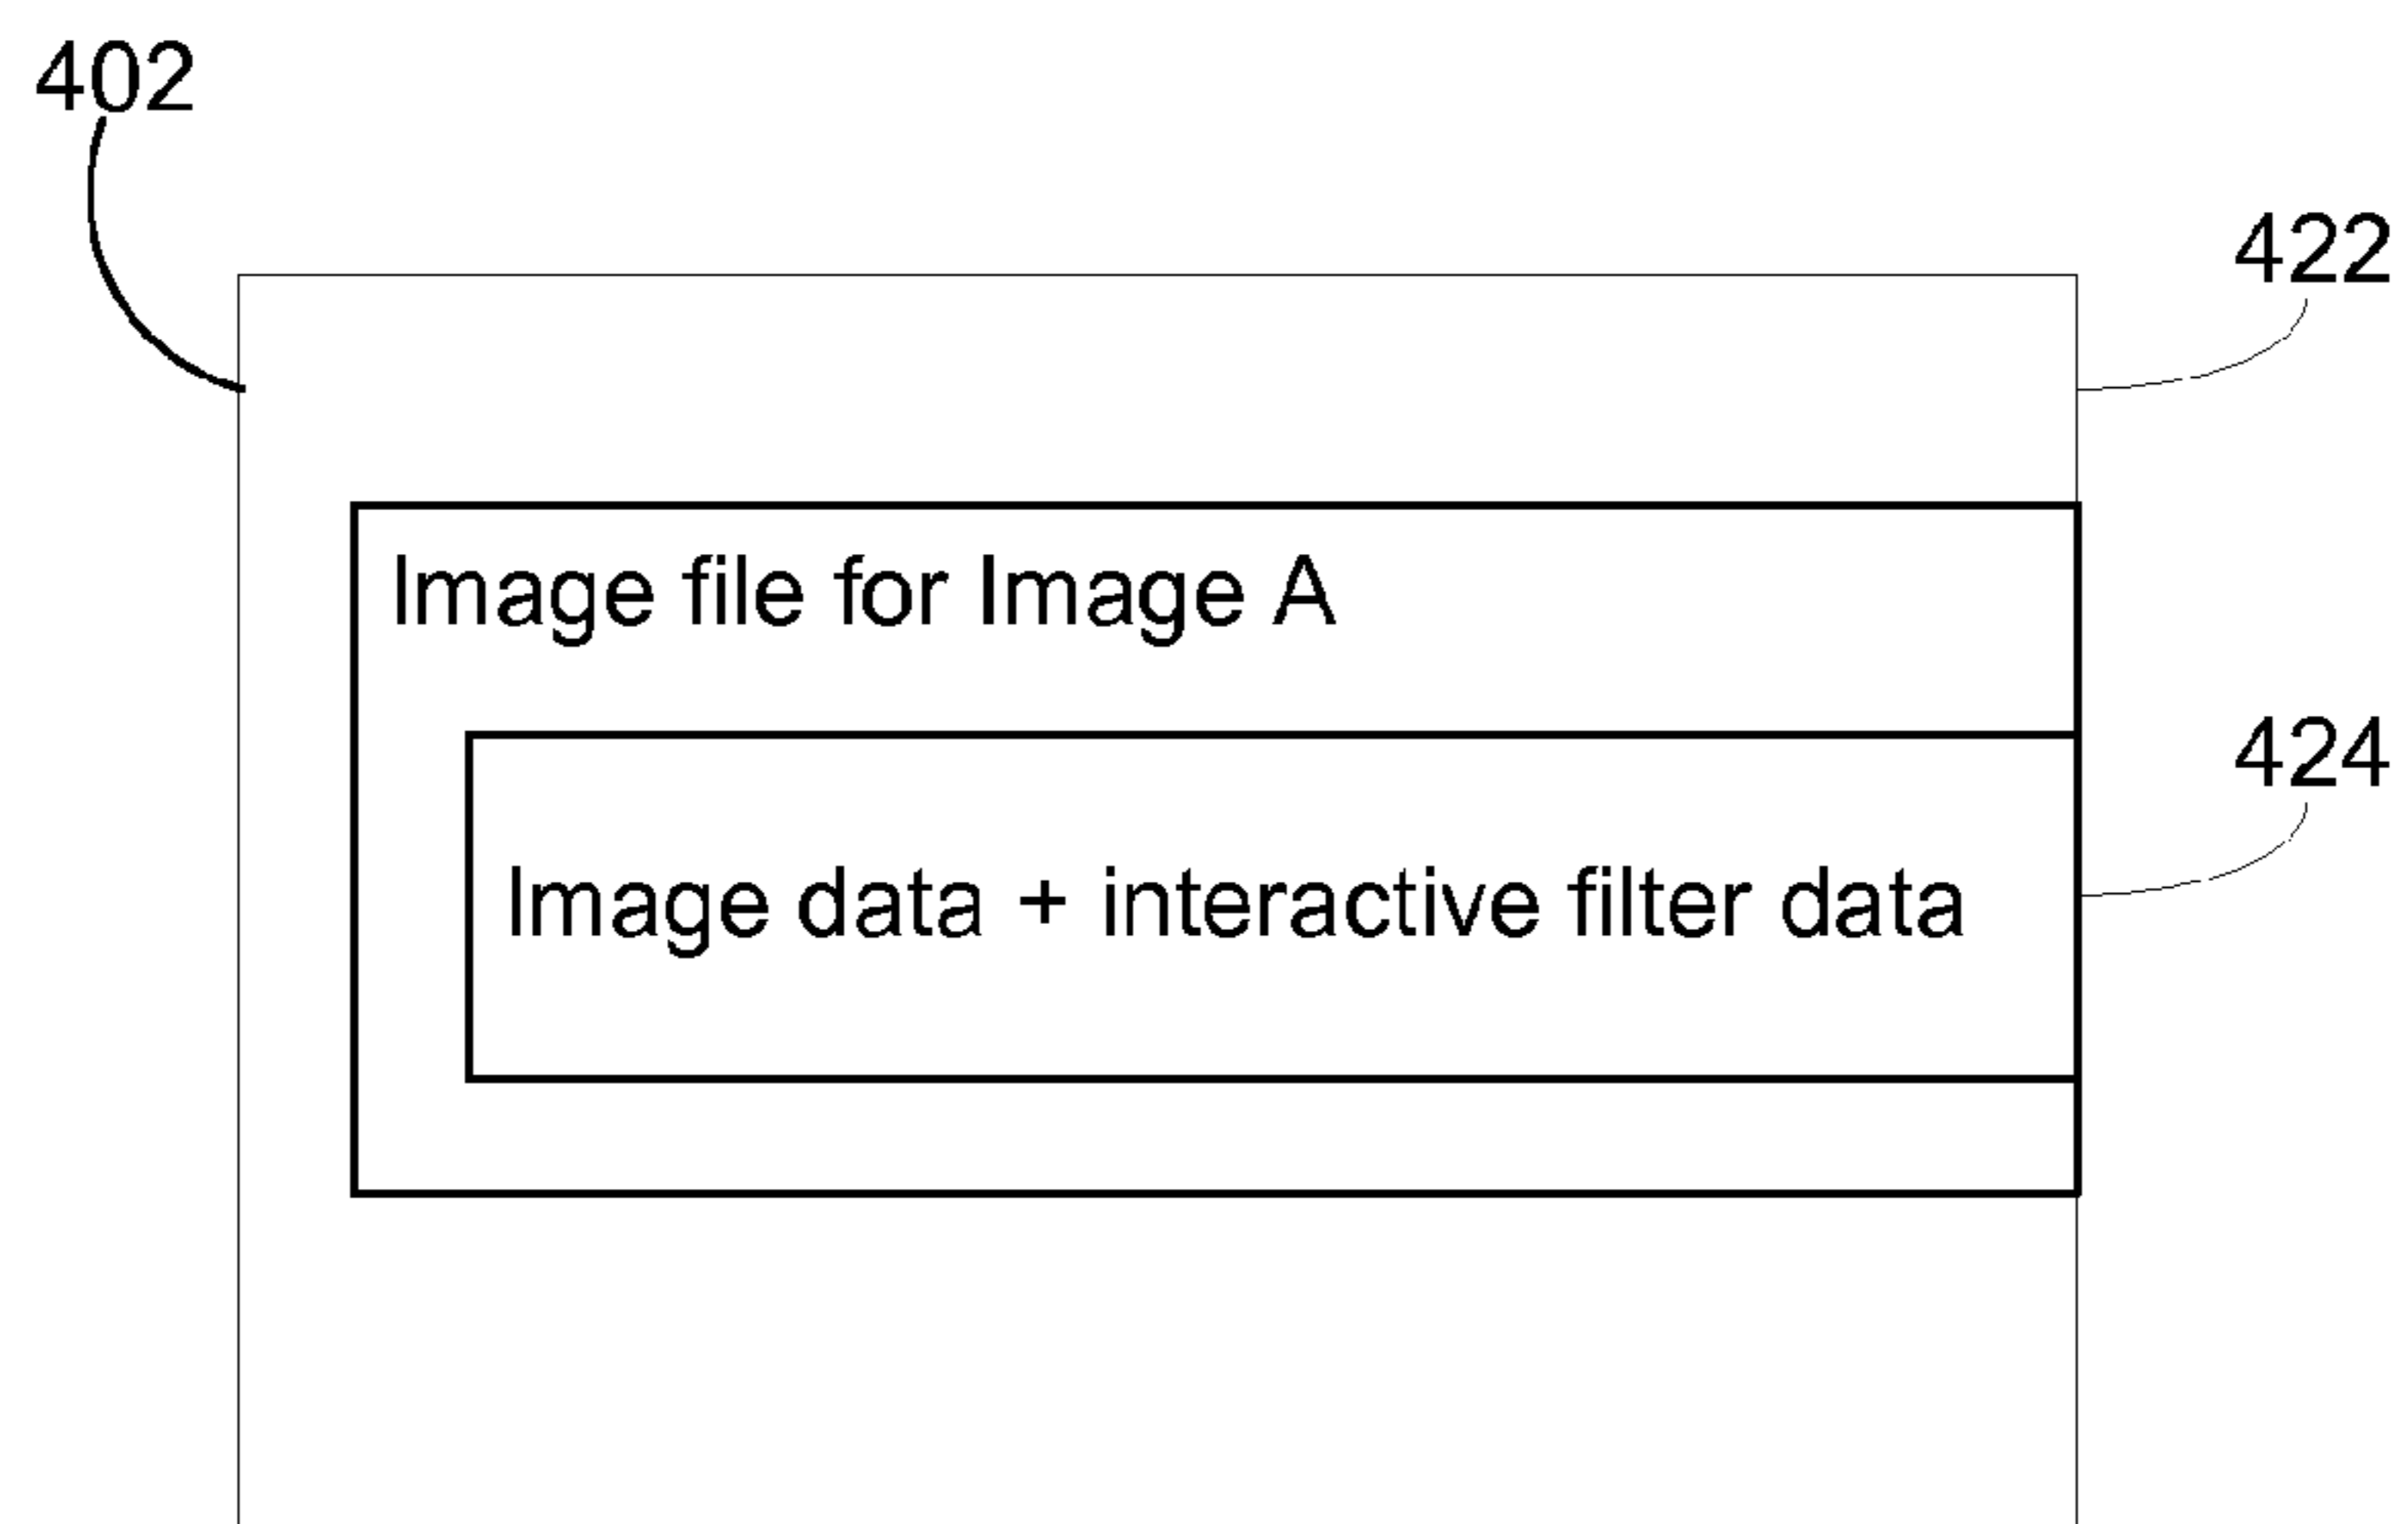 402
422
Image file for Image A
424
Image data + interactive filter data